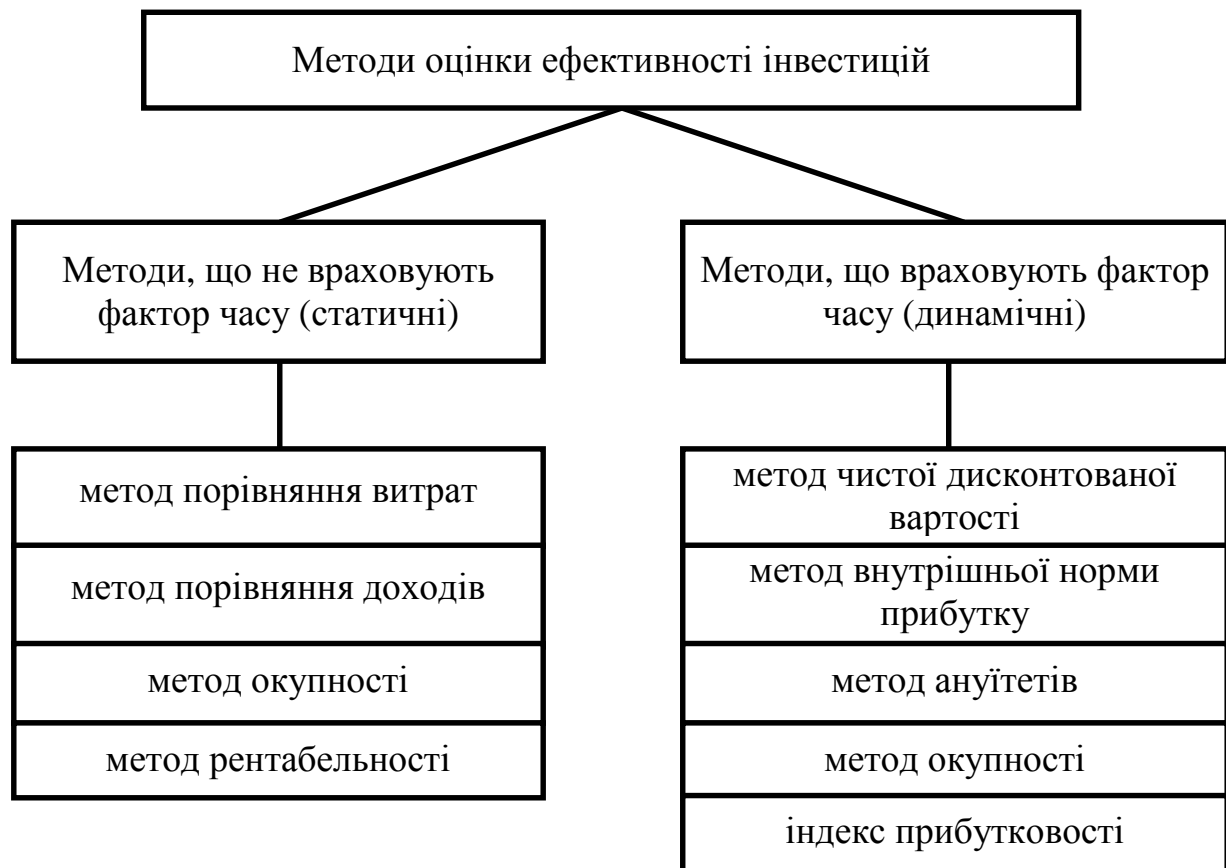 Методи оцінки ефективності інвестицій
Методи, що не враховують
фактор часу (статичні)
Методи, що враховують фактор
часу (динамічні)
метод порівняння витрат
метод порівняння доходів
метод окупності
метод рентабельності
метод чистої дисконтованої
вартості
метод внутрішньої норми
прибутку
метод ануїтетів
метод окупності
індекс прибутковості